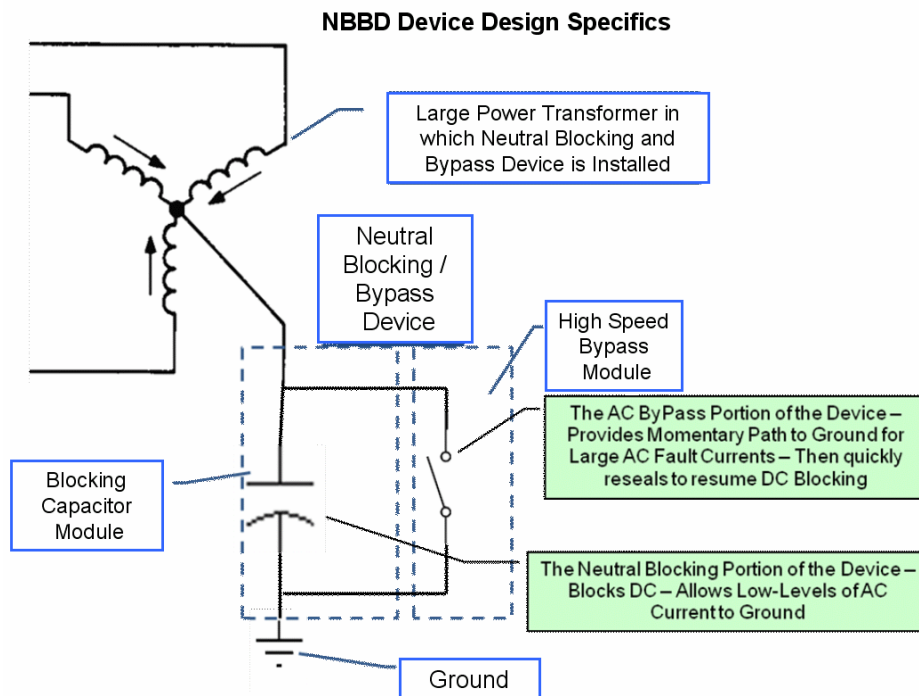 NBBD Device Design Specifics
Large Power Transformer in
which Neutral Blocking and
Bypass Device is Installed
Neutral
Blocking /
Bypass
Device
High Speed
Bypass
Module
The AC ByPass Portion of the Device –
Provides Momentary Path to Ground for
Large AC Fault Currents – Then quickly
reseals to resume DC Blocking
Blocking
Capacitor
Module
The Neutral Blocking Portion of the Device –
Blocks DC – Allows Low-Levels of AC
Current to Ground
Ground